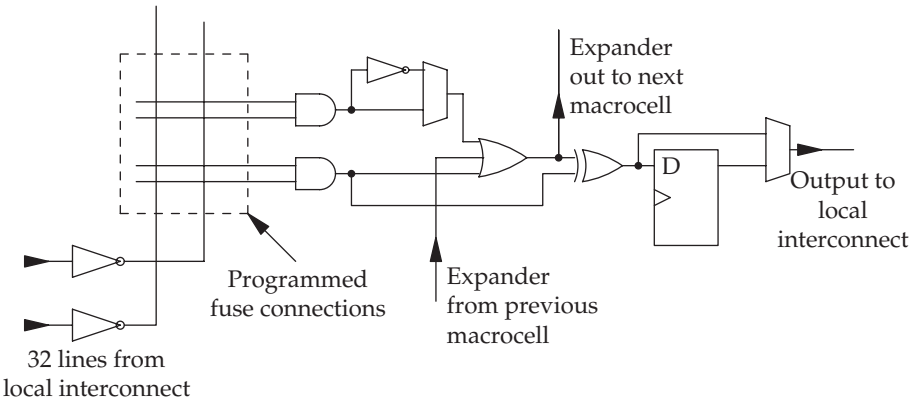 Expander
out to next
macrocell
D
Output to
local
interconnect
Programmed
fuse connections
Expander
from previous
macrocell
32 lines from
local interconnect